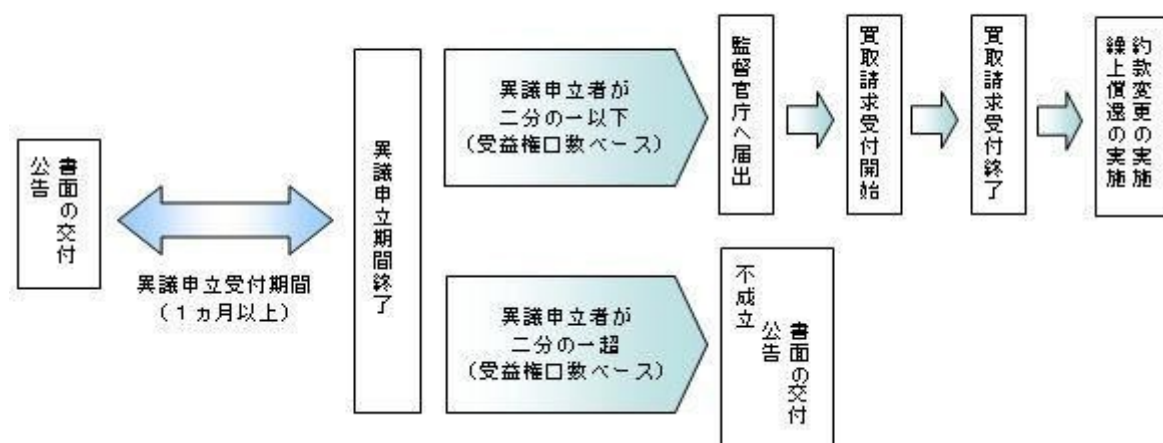 書面の交付
公告
異議申立受付期間
（１ヵ月以上）
異議申立期間終了
異議申立者が
二分の一以下
（受益権口数ベース）
監督官庁へ届出
買取請求受付開始
買取請求受付終了
約款変更の実施
繰上償還の実施
異議申立者が
二分の一超
（受益権口数ベース）
不成立
書面の交付
公告